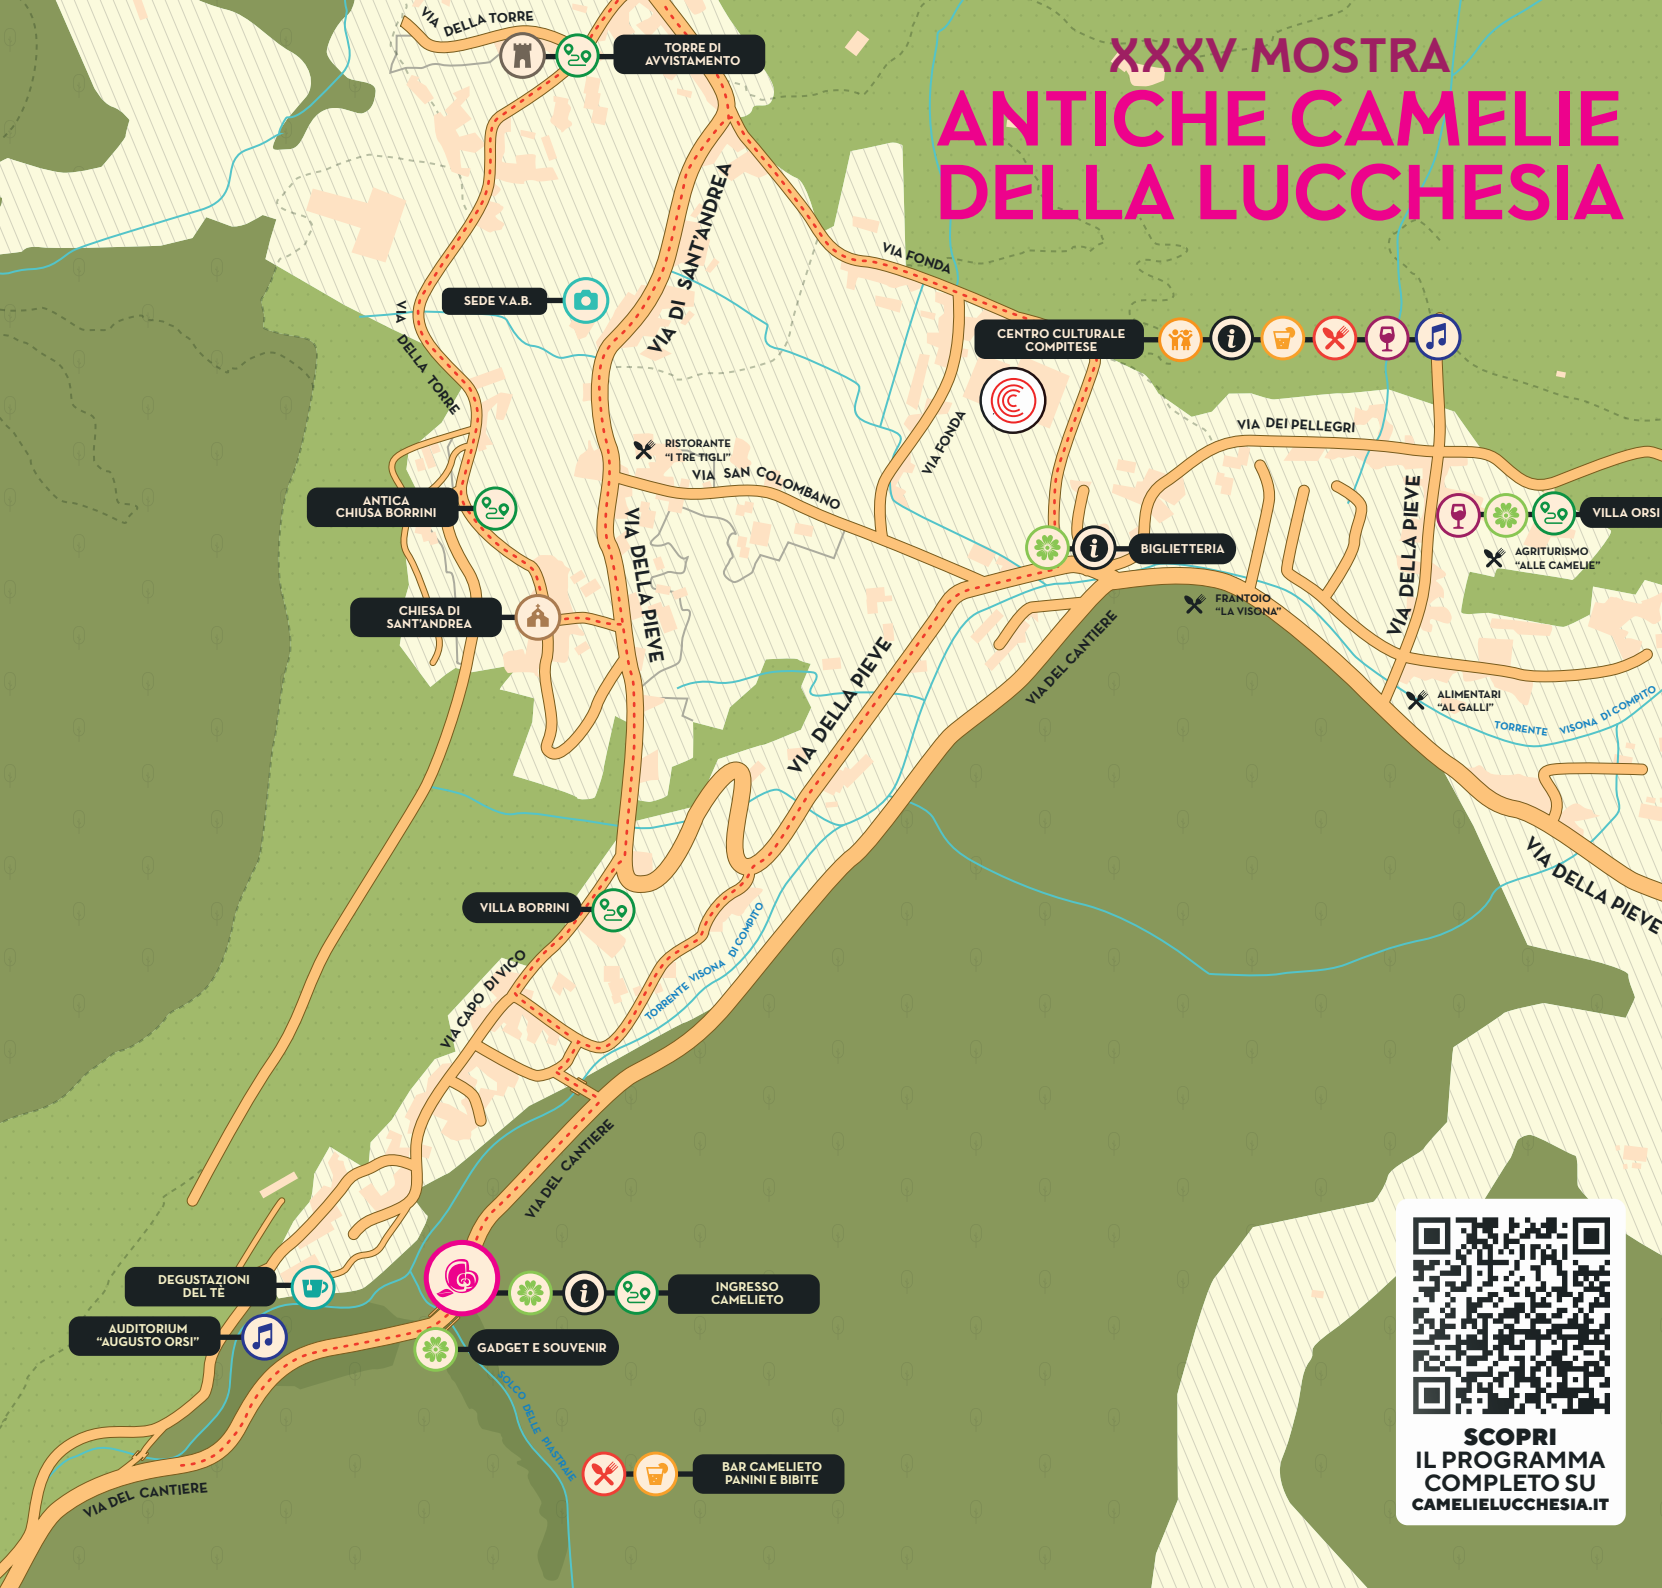 VIA DELLA TORRE
TORRE DI
AVVISTAMENTO
XXXV MOSTRA
ANTICHE CAMELIE
DELLA LUCCHESIA
VIA DI SANT'ANDREA
VIA FONDA
SEDE V.A.B.
VIA DELLA TORRE
CENTRO CULTURALE
COMPITESE
VIA FONDA
VIA DEI PELLEGRI
RISTORANTE
“I TRE TIGLI”
VIA SAN COLOMBANO
ANTICA
CHIUSA BORRINI
VIA DELLA PIEVE
VIA DELLA PIEVE
VILLA ORSI
AGRITURISMO
“ALLE CAMELIE”
BIGLIETTERIA
FRANTOIO
“LA VISONA”
CHIESA DI
SANT'ANDREA
VIA DELLA PIEVE
VIA DEL CANTIERE
ALIMENTARI
“AL GALLI”
TORRENTE VISONA DI COMPITO
VIA DELLA PIEVE
VILLA BORRINI
VIA CAPO DI VICO
TORRENTE VISONA DI COMPITO
VIA DEL CANTIERE
DEGUSTAZIONI
DEL TÈ
INGRESSO
CAMELIETO
AUDITORIUM
“AUGUSTO ORSI”
GADGET E SOUVENIR
SOLCO DELLE PIASTRAIE
BAR CAMELIETO
PANINI E BIBITE
VIA DEL CANTIERE
SCOPRI
IL PROGRAMMA
COMPLETO SU
CAMELIELUCCHESIA.IT